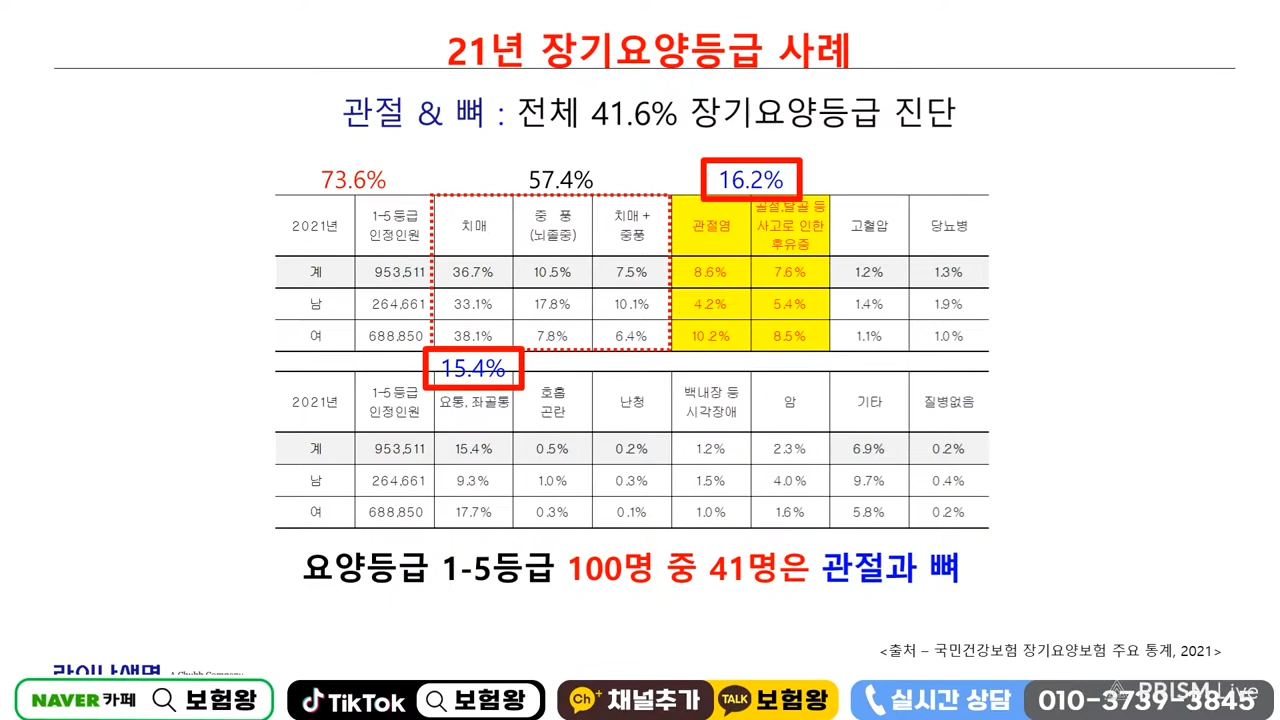 21년 장기요양등급 사례
관절 & 뼈 : 전체 41.6% 장기요양등급 진단
73.6% 57.4% 16.2%
2021년 1-5등급 인정인원 치매 중 풍 (뇌졸중) 치매 + 중풍 관절염 골절,탈골 등 사고로 인한 후유증 고혈압 당뇨병
계 953,511 36.7% 10.5% 7.5% 8.6% 7.6% 1.2% 1.3%
남 264,661 33.1% 17.8% 10.1% 4.2% 5.4% 1.4% 1.9%
여 688,850 38.1% 7.8% 6.4% 10.2% 8.5% 1.1% 1.0%
15.4%
2021년 1-5등급 인정인원 요통, 좌골통 호흡 곤란 난청 백내장 등 시각장애 암 기타 질병없음
계 953,511 15.4% 0.5% 0.2% 1.2% 2.3% 6.9% 0.2%
남 264,661 9.3% 1.0% 0.3% 1.5% 4.0% 9.7% 0.4%
여 688,850 17.7% 0.3% 0.1% 1.0% 1.6% 5.8% 0.2%
요양등급 1-5등급 100명 중 41명은 관절과 뼈
<출처 – 국민건강보험 장기요양보험 주요 통계, 2021>
라이나생명 A Chubb Company
NAVER 카페 보험왕 TikTok 보험왕 Ch+ 채널추가 TALK 보험왕 실시간 상담 010-3739-3845
PRISM Live